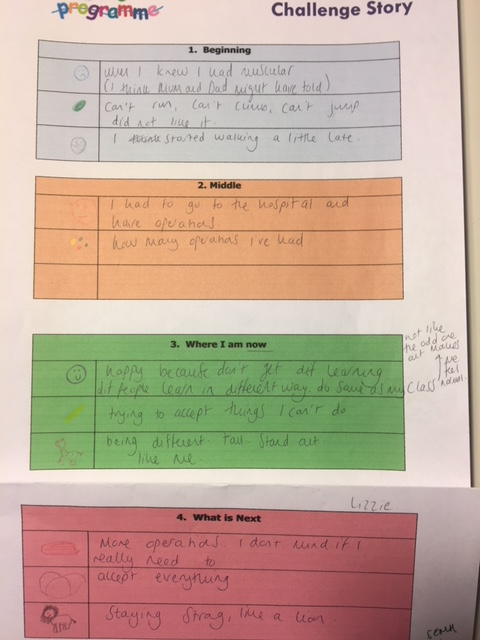 programme
Challenge Story
1. Beginning
when I knew I had muscular
(I think Mum and Dad might have told)
Can't run, Can't climb, can't jump
did not like it.
I started walking a little late.
2. Middle
I had to go to the hospital and
have operations.
how many operations I've had
3. Where I am now
happy because don't get dif learning
dif people learn in different way. do same as my class
not like
the odd one
out makes
me
feel
normal.
trying to accept things I can't do
being different. Tall. Stand out
like me
Lizzie
4. What is Next
More operations. I don't mind if I
really need to
accept everything
Staying Strog, like a lion.